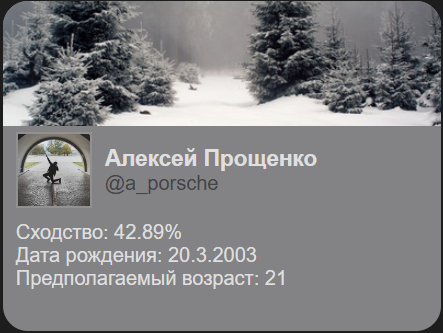 Алексей Прощенко
@a_porsche
Сходство: 42.89%
Дата рождения: 20.3.2003
Предполагаемый возраст: 21